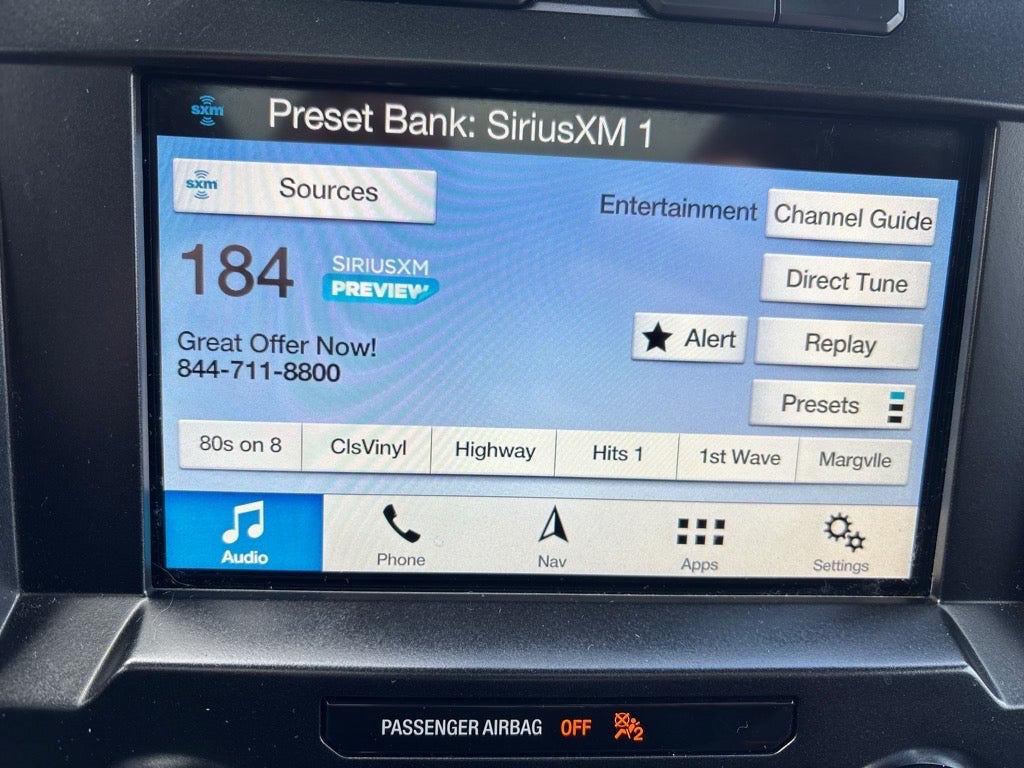 sxm Preset Bank: SiriusXM 1
sxm Sources
Entertainment
Channel Guide
184
SIRIUSXM
PREVIEW
Direct Tune
Great Offer Now!
844-711-8800
Alert
Replay
Presets
80s on 8 ClsVinyl Highway Hits 1 1st Wave Margvlle
Audio Phone Nav Apps Settings
PASSENGER AIRBAG OFF 2